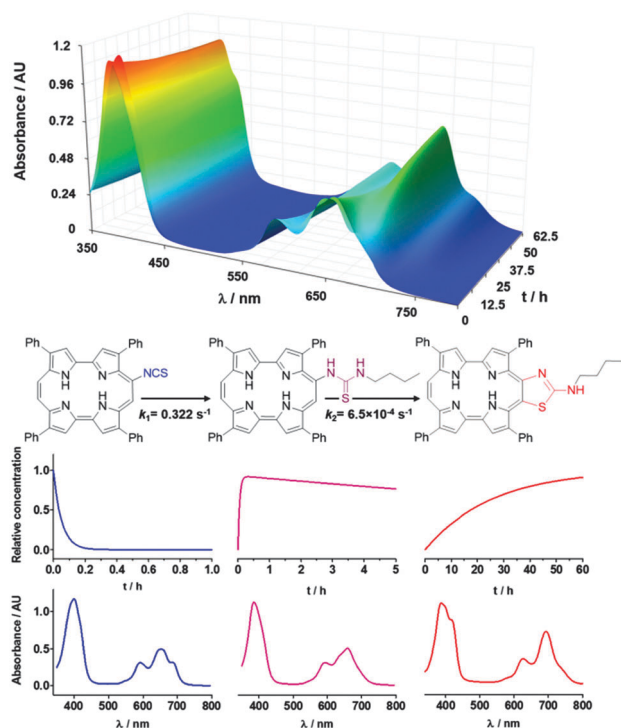 1.2
0.96
0.72
0.48
0.24
0
Absorbance / AU
350
450
550
650
750
λ / nm
0
12.5
25
37.5
50
62.5
t / h
Ph
Ph
NCS
NH
N
N
HN
Ph
Ph
k₁= 0.322 s⁻¹
Ph
Ph
H
N
H
N
S
NH
N
N
HN
Ph
Ph
k₂= 6.5×10⁻⁴ s⁻¹
Ph
Ph
N
NH
S
NH
N
N
HN
Ph
Ph
Relative concentration
1.0
0.5
0.0
0.0 0.2 0.4 0.6 0.8 1.0
t / h
0 1 2 3 4 5
t / h
0 10 20 30 40 50 60
t / h
Absorbance / AU
1.0
0.5
0.0
400 500 600 700 800
λ / nm
400 500 600 700 800
λ / nm
400 500 600 700 800
λ / nm